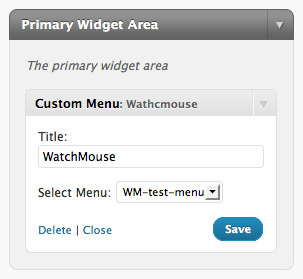 Primary Widget Area
The primary widget area
Custom Menu: Wathcmouse
Title:
WatchMouse
Select Menu: WM-test-menu
Delete | Close Save